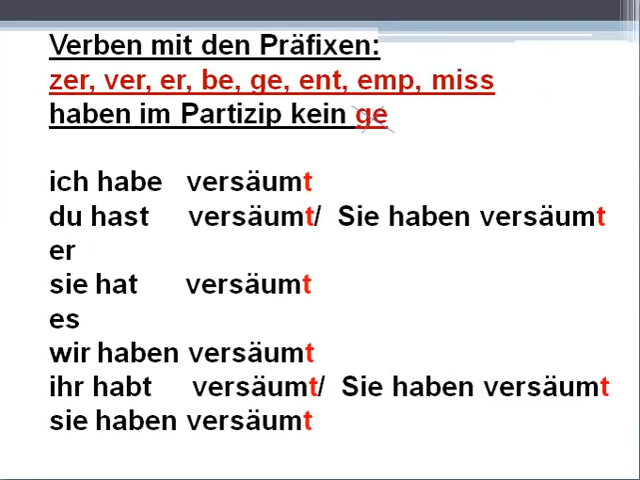 Verben mit den Präfixen:
zer, ver, er, be, ge, ent, emp, miss
haben im Partizip kein ge
ich habe versäumt
du hast versäumt/ Sie haben versäumt
er
sie hat versäumt
es
wir haben versäumt
ihr habt versäumt/ Sie haben versäumt
sie haben versäumt